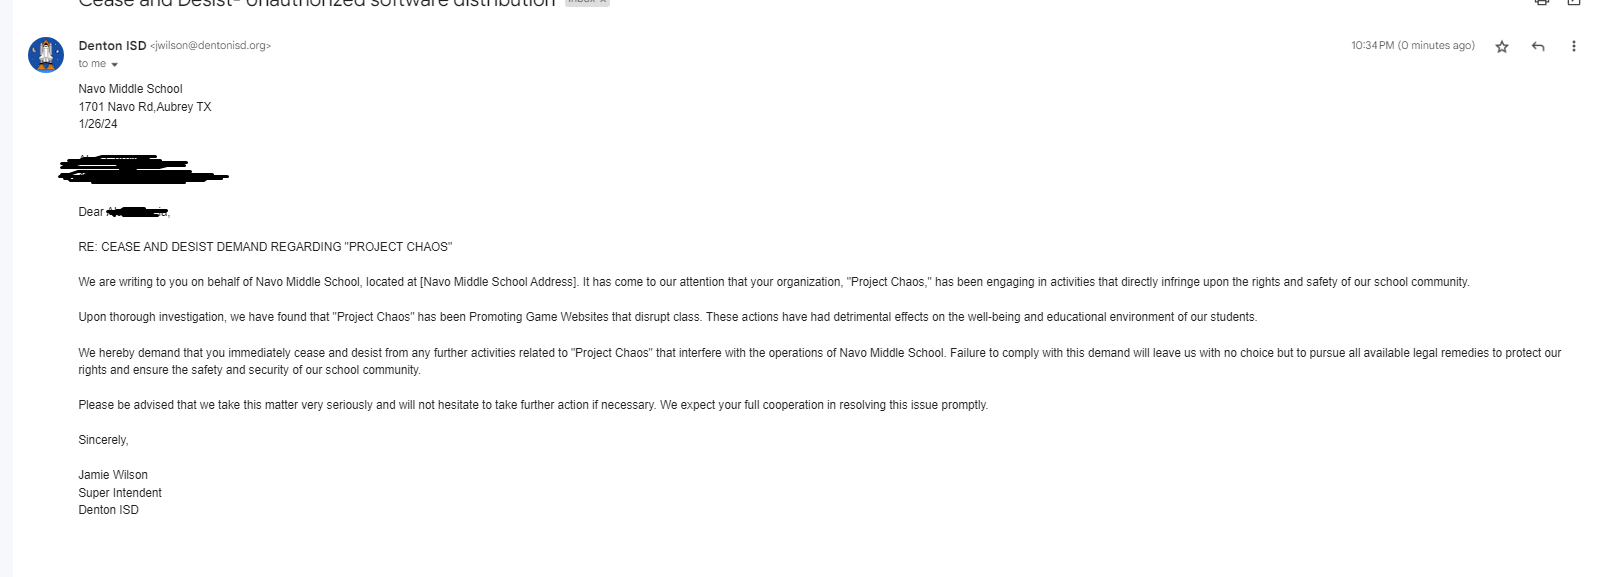 Cease and Desist- Unauthorized software distribution Inbox x
Denton ISD <jwilson@dentonisd.org>
10:34 PM (0 minutes ago)
to me
Navo Middle School
1701 Navo Rd,Aubrey TX
1/26/24
Dear
RE: CEASE AND DESIST DEMAND REGARDING "PROJECT CHAOS"
We are writing to you on behalf of Navo Middle School, located at [Navo Middle School Address]. It has come to our attention that your organization, "Project Chaos," has been engaging in activities that directly infringe upon the rights and safety of our school community.
Upon thorough investigation, we have found that "Project Chaos" has been Promoting Game Websites that disrupt class. These actions have had detrimental effects on the well-being and educational environment of our students.
We hereby demand that you immediately cease and desist from any further activities related to "Project Chaos" that interfere with the operations of Navo Middle School. Failure to comply with this demand will leave us with no choice but to pursue all available legal remedies to protect our
rights and ensure the safety and security of our school community.
Please be advised that we take this matter very seriously and will not hesitate to take further action if necessary. We expect your full cooperation in resolving this issue promptly.
Sincerely,
Jamie Wilson
Super Intendent
Denton ISD